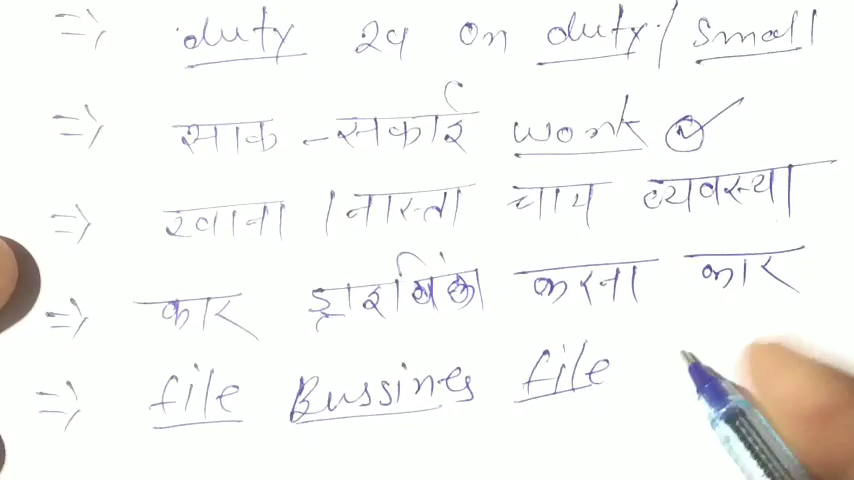 ⇒ duty 24 on duty / small
⇒ साफ - सफाई work
⇒ खाना / नास्ता चाय व्यवस्था
⇒ कार ड्राइविंग करना कार
⇒ file Bussines file